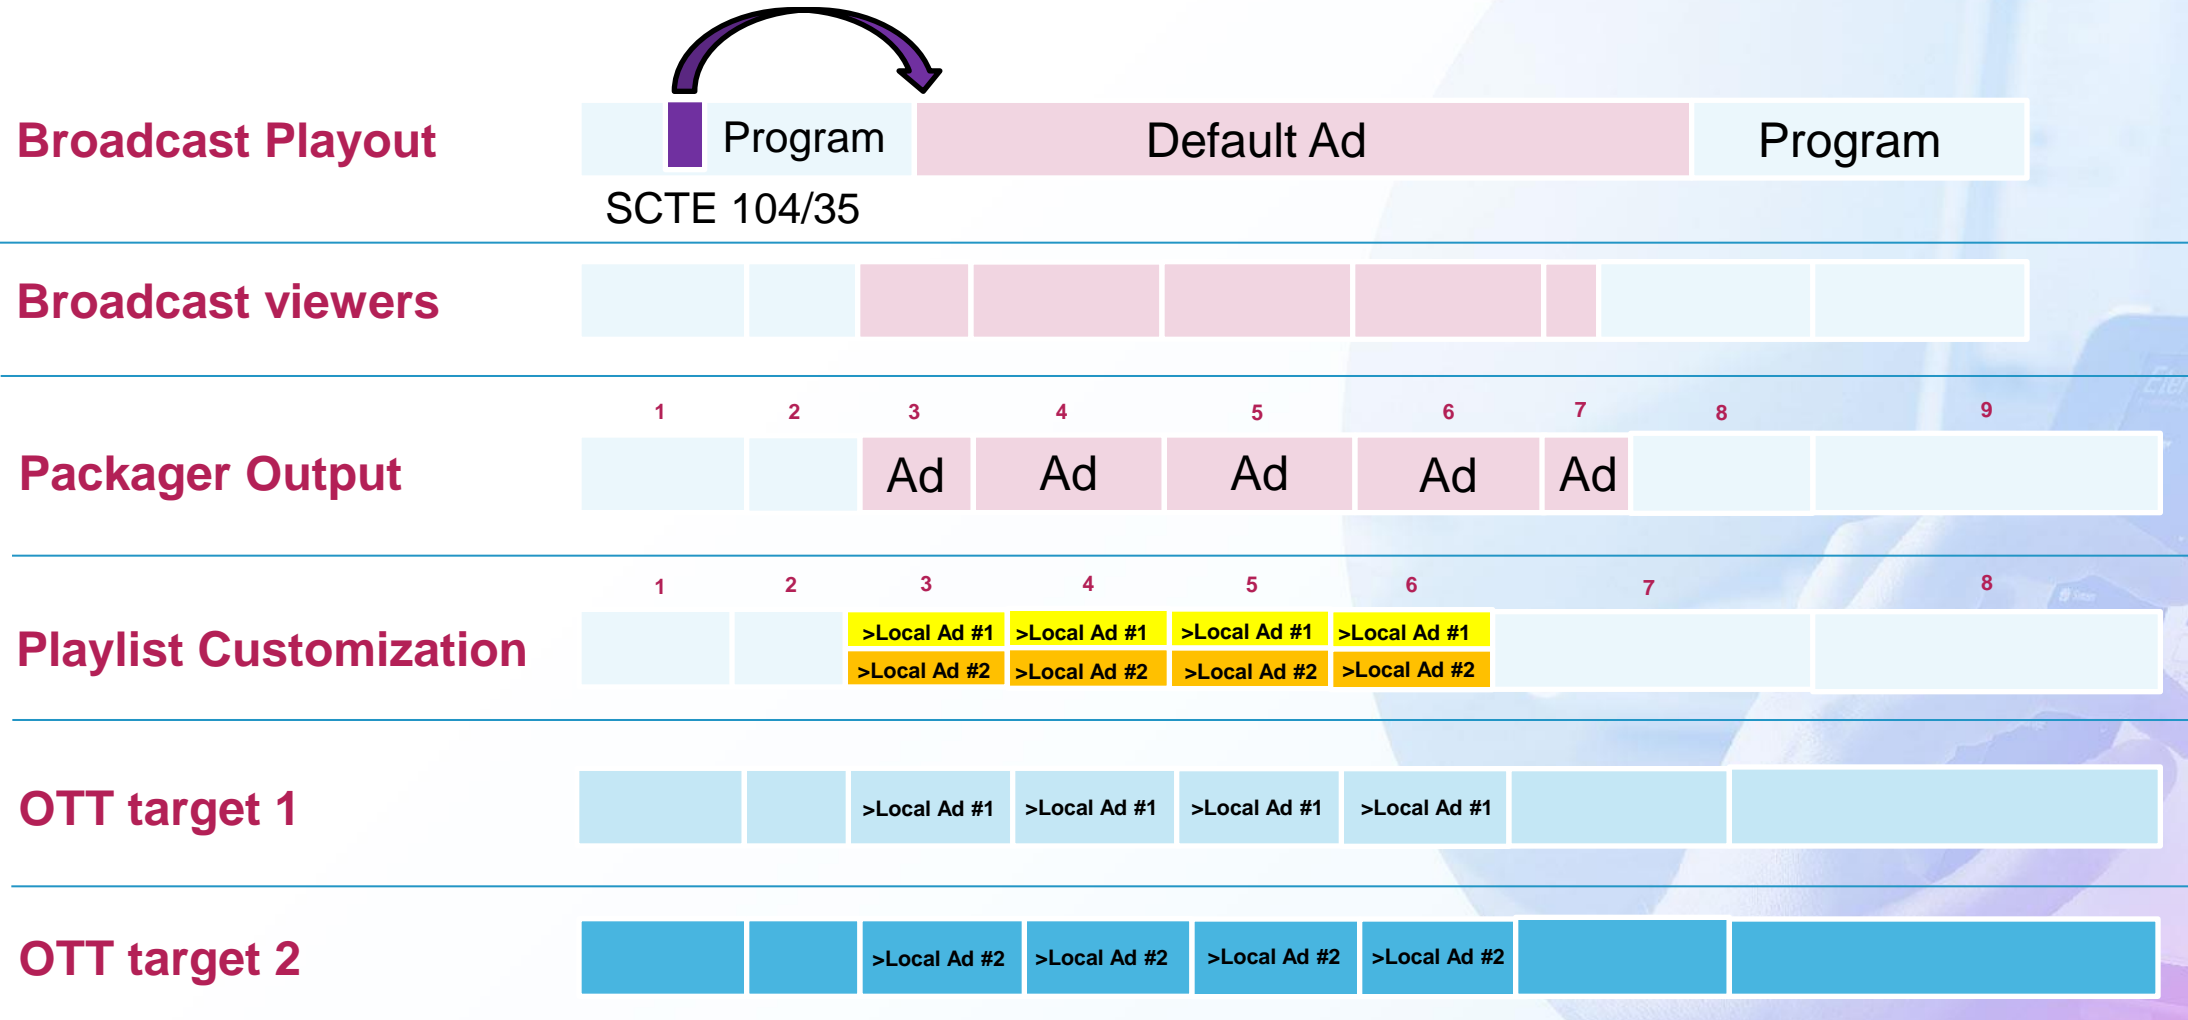 Broadcast Playout
Program
Default Ad
Program
SCTE 104/35
Broadcast viewers
1 2 3 4 5 6 7 8 9
Packager Output
Ad Ad Ad Ad Ad
1 2 3 4 5 6 7 8
Playlist Customization
>Local Ad #1 >Local Ad #1 >Local Ad #1 >Local Ad #1
>Local Ad #2 >Local Ad #2 >Local Ad #2 >Local Ad #2
OTT target 1
>Local Ad #1 >Local Ad #1 >Local Ad #1 >Local Ad #1
OTT target 2
>Local Ad #2 >Local Ad #2 >Local Ad #2 >Local Ad #2